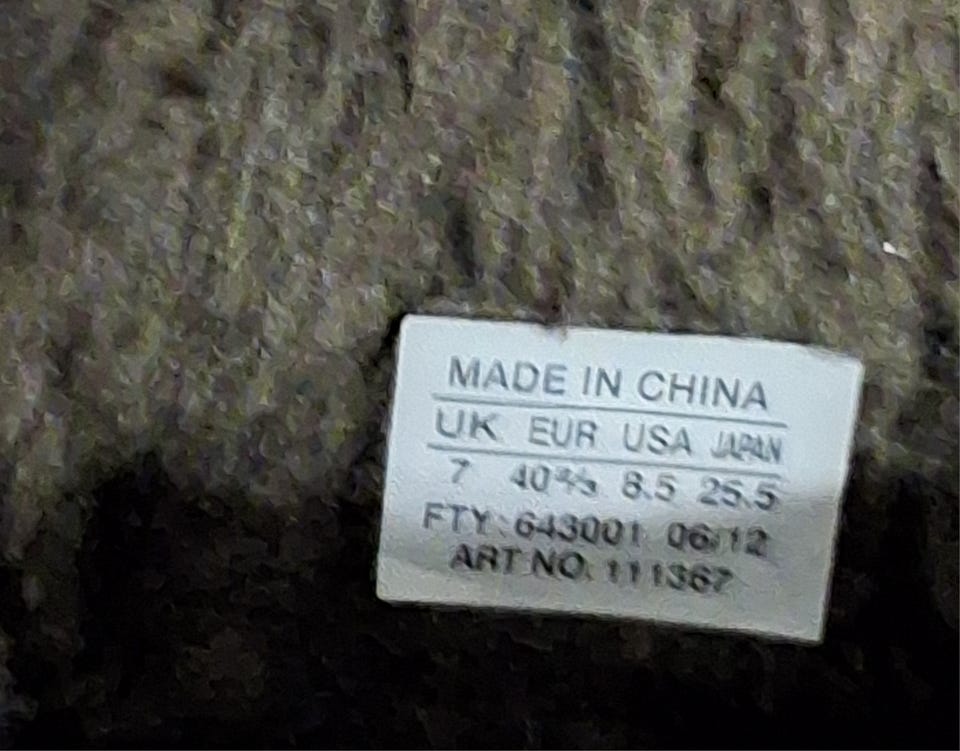 MADE IN CHINA
UK EUR USA JAPAN
7 40⅔ 8.5 25.5
FTY: 643001 06/12
ART NO. 111367